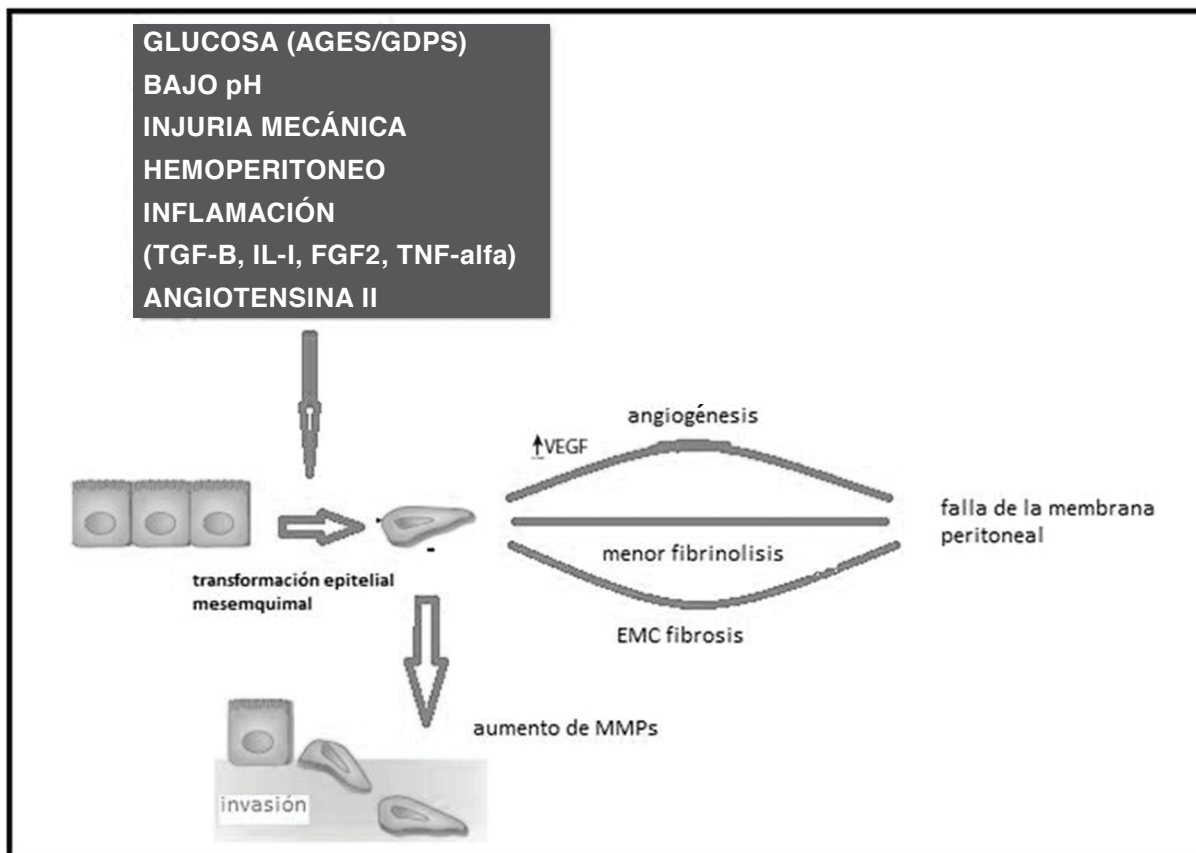 GLUCOSA (AGES/GDPS)
BAJO pH
INJURIA MECÁNICA
HEMOPERITONEO
INFLAMACIÓN
(TGF-B, IL-I, FGF2, TNF-alfa)
ANGIOTENSINA II
angiogénesis
↑VEGF
falla de la membrana
peritoneal
menor fibrinolisis
transformación epitelial
mesemquimal
EMC fibrosis
aumento de MMPs
invasión